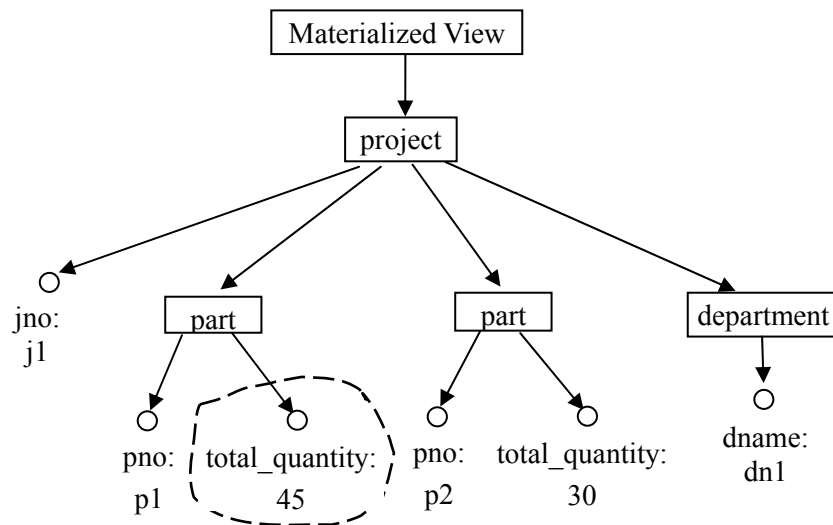 Materialized View
project
jno:
j1
part
part
department
pno:
p1
total_quantity:
45
pno:
p2
total_quantity:
30
dname:
dn1